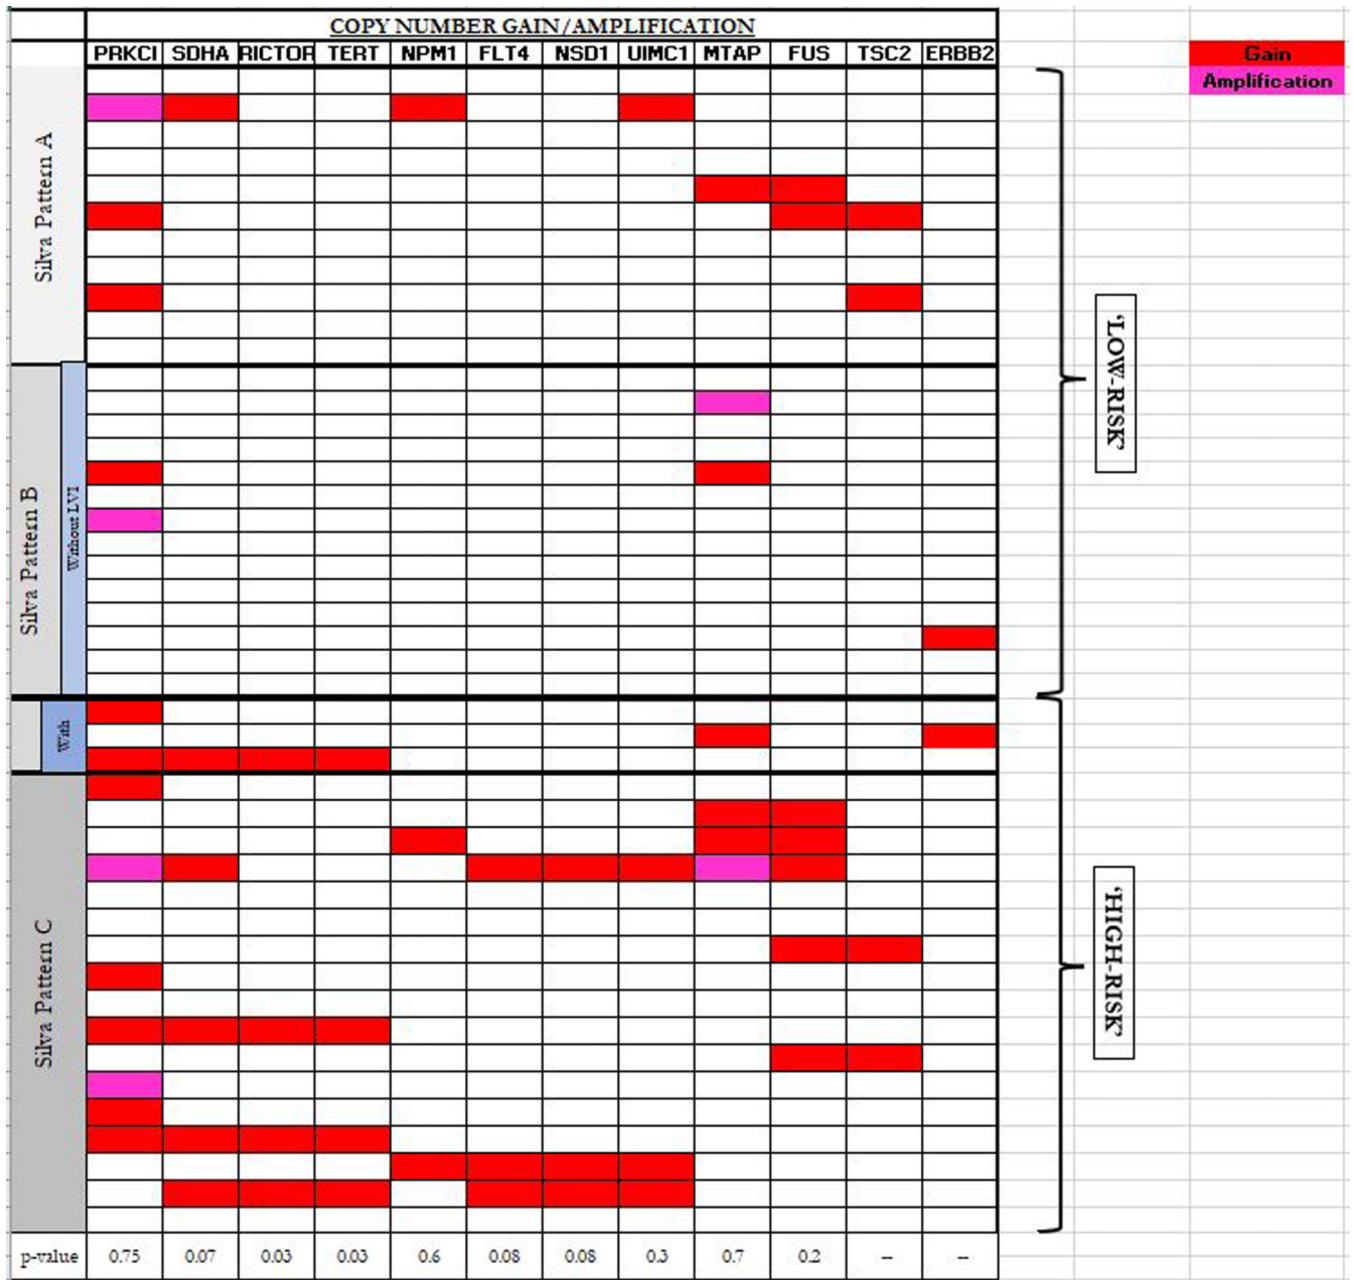 COPY NUMBER GAIN/AMPLIFICATION
PRKCI SDHA RICTOR TERT NPM1 FLT4 NSD1 UIMC1 MTAP FUS TSC2 ERBB2
Gain
Amplification
Silva Pattern A
'LOW-RISK'
Silva Pattern B
Without LVI
With
Silva Pattern C
'HIGH-RISK'
p-value 0.75 0.07 0.03 0.03 0.6 0.08 0.08 0.3 0.7 0.2 -- --